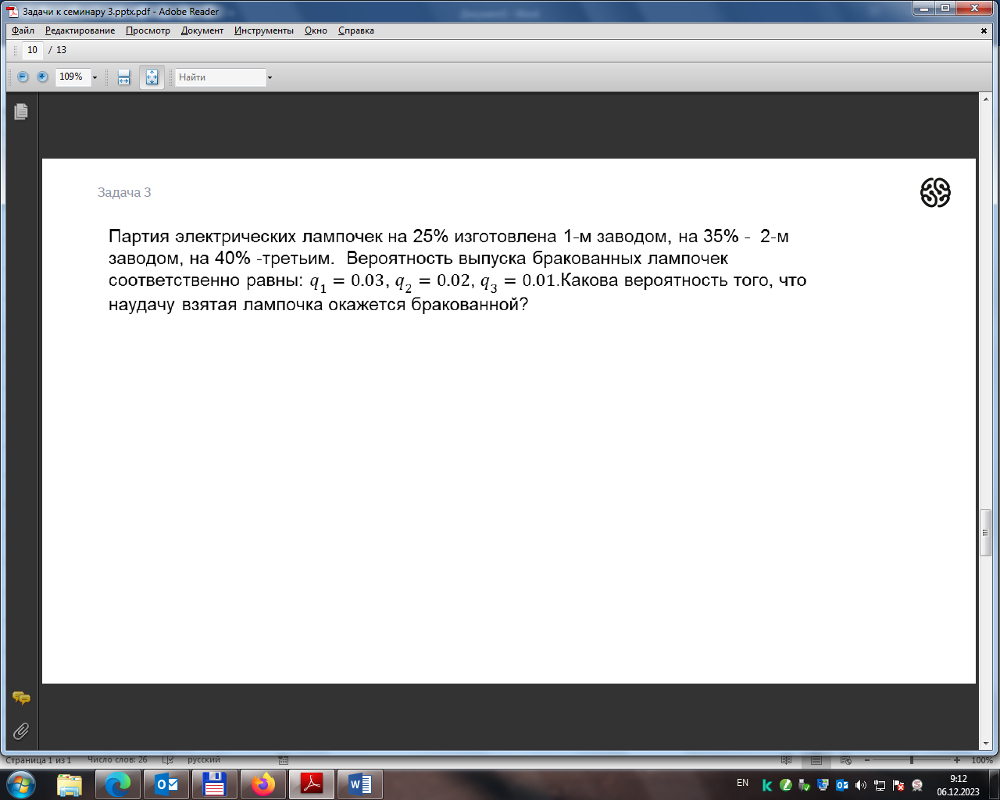 Задачи к семинару 3.pptx.pdf - Adobe Reader
Файл Редактирование Просмотр Документ Инструменты Окно Справка
10 / 13
109% Найти
Задача 3
Партия электрических лампочек на 25% изготовлена 1-м заводом, на 35% - 2-м
заводом, на 40% -третьим. Вероятность выпуска бракованных лампочек
соответственно равны: q₁ = 0.03, q₂ = 0.02, q₃ = 0.01.Какова вероятность того, что
наудачу взятая лампочка окажется бракованной?
Страница 1 из 1 Число слов: 26 русский 100%
EN 9:12
06.12.2023